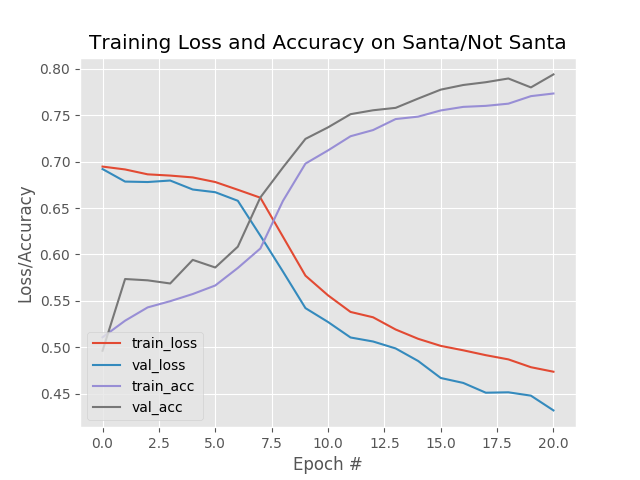 Training Loss and Accuracy on Santa/Not Santa
Loss/Accuracy
0.80
0.75
0.70
0.65
0.60
0.55
0.50
0.45
train_loss
val_loss
train_acc
val_acc
0.0 2.5 5.0 7.5 10.0 12.5 15.0 17.5 20.0
Epoch #